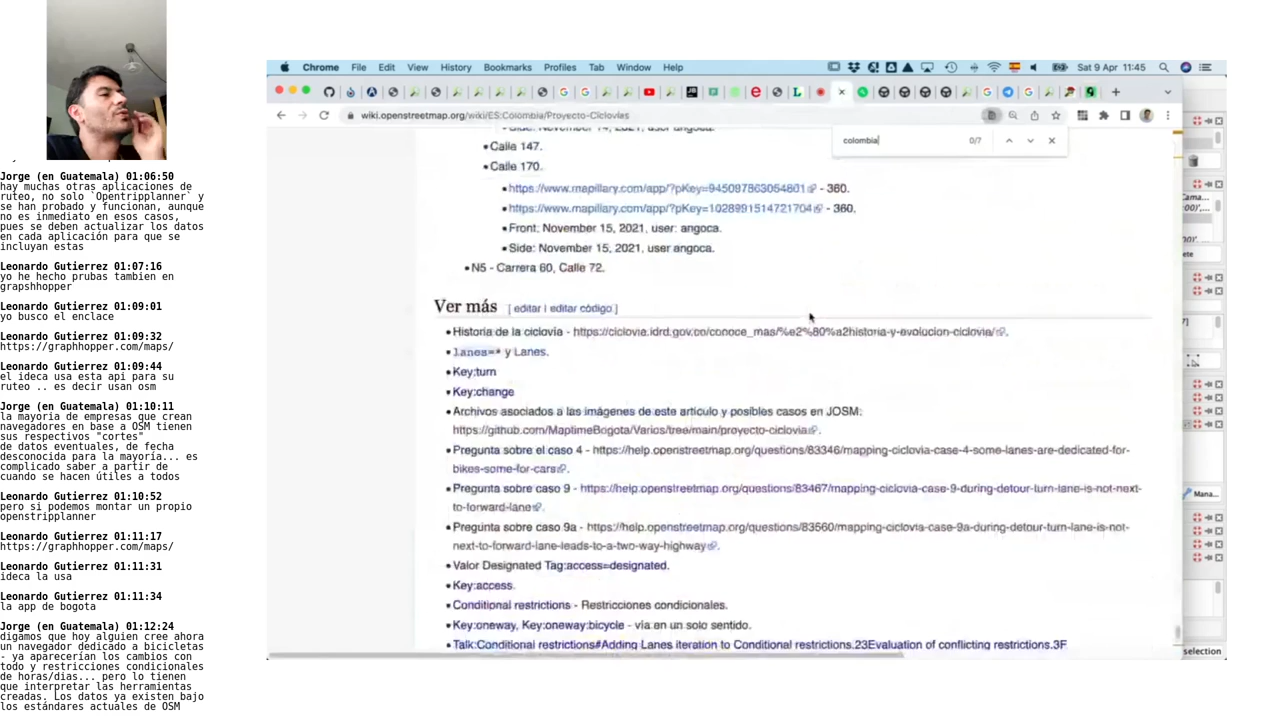 Jorge (en Guatemala) 01:06:50
hay muchas otras aplicaciones de
ruteo, no solo `Opentripplanner` y
se han probado y funcionan, aunque
no es inmediato en esos casos,
pues se deben actualizar los datos
en cada aplicación para que se
incluyan estas
Leonardo Gutierrez 01:07:16
yo he hecho prubas tambien en
grapshhopper
Leonardo Gutierrez 01:09:01
yo busco el enclace
Leonardo Gutierrez 01:09:32
https://graphhopper.com/maps/
Leonardo Gutierrez 01:09:44
el ideca usa esta api para su
ruteo .. es decir usan osm
Jorge (en Guatemala) 01:10:11
la mayoria de empresas que crean
navegadores en base a OSM tienen
sus respectivos "cortes"
de datos eventuales, de fecha
desconocida para la mayoría... es
complicado saber a partir de
cuando se hacen útiles a todos
Leonardo Gutierrez 01:10:52
pero si podemos montar un propio
openstripplanner
Leonardo Gutierrez 01:11:17
https://graphhopper.com/maps/
Leonardo Gutierrez 01:11:31
ideca la usa
Leonardo Gutierrez 01:11:34
la app de bogota
Jorge (en Guatemala) 01:12:24
digamos que hoy alguien cree ahora
un navegador dedicado a bicicletas
- ya aparecerían los cambios con
todo y restricciones condicionales
de horas/dias... pero lo tienen
que interpretar las herramientas
creadas. Los datos ya existen bajo
los estándares actuales de OSM
Chrome File Edit View History Bookmarks Profiles Tab Window Help Sat 9 Apr 11:45
wiki.openstreetmap.org/wiki/ES:Colombia/Proyecto-Ciclovías
colombia 0/7
Side: November 14, 2021, user angoca.
Calle 147.
Calle 170.
https://www.mapillary.com/app/?pKey=945097863054801 - 360.
https://www.mapillary.com/app/?pKey=1028991514721704 - 360.
Front: November 15, 2021, user: angoca.
Side: November 15, 2021, user angoca.
N5 - Carrera 60, Calle 72.
Ver más [ editar | editar código ]
Historia de la ciclovía - https://ciclovia.idrd.gov.co/conoce_mas/%e2%80%a2historia-y-evolucion-ciclovia/.
lanes=* y Lanes.
Key:turn
Key:change
Archivos asociados a las imágenes de este artículo y posibles casos en JOSM:
https://github.com/MaptimeBogota/Varios/tree/main/proyecto-ciclovia.
Pregunta sobre el caso 4 - https://help.openstreetmap.org/questions/83346/mapping-ciclovia-case-4-some-lanes-are-dedicated-for-
bikes-some-for-cars.
Pregunta sobre caso 9 - https://help.openstreetmap.org/questions/83467/mapping-ciclovia-case-9-during-detour-turn-lane-is-not-next-
to-forward-lane.
Pregunta sobre caso 9a - https://help.openstreetmap.org/questions/83560/mapping-ciclovia-case-9a-during-detour-turn-lane-is-not-
next-to-forward-lane-leads-to-a-two-way-highway.
Valor Designated Tag:access=designated.
Key:access.
Conditional restrictions - Restricciones condicionales.
Key:oneway, Key:oneway:bicycle - vía en un solo sentido.
Talk:Conditional restrictions#Adding Lanes iteration to Conditional restrictions.23Evaluation of conflicting restrictions.3F
Cama...
:00)',...
ete
Mana...
selection